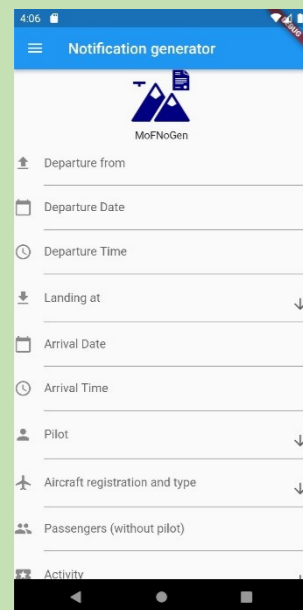 4:06
DEBUG
Notification generator
MoFNoGen
Departure from
Departure Date
Departure Time
Landing at
Arrival Date
Arrival Time
Pilot
Aircraft registration and type
Passengers (without pilot)
Activity